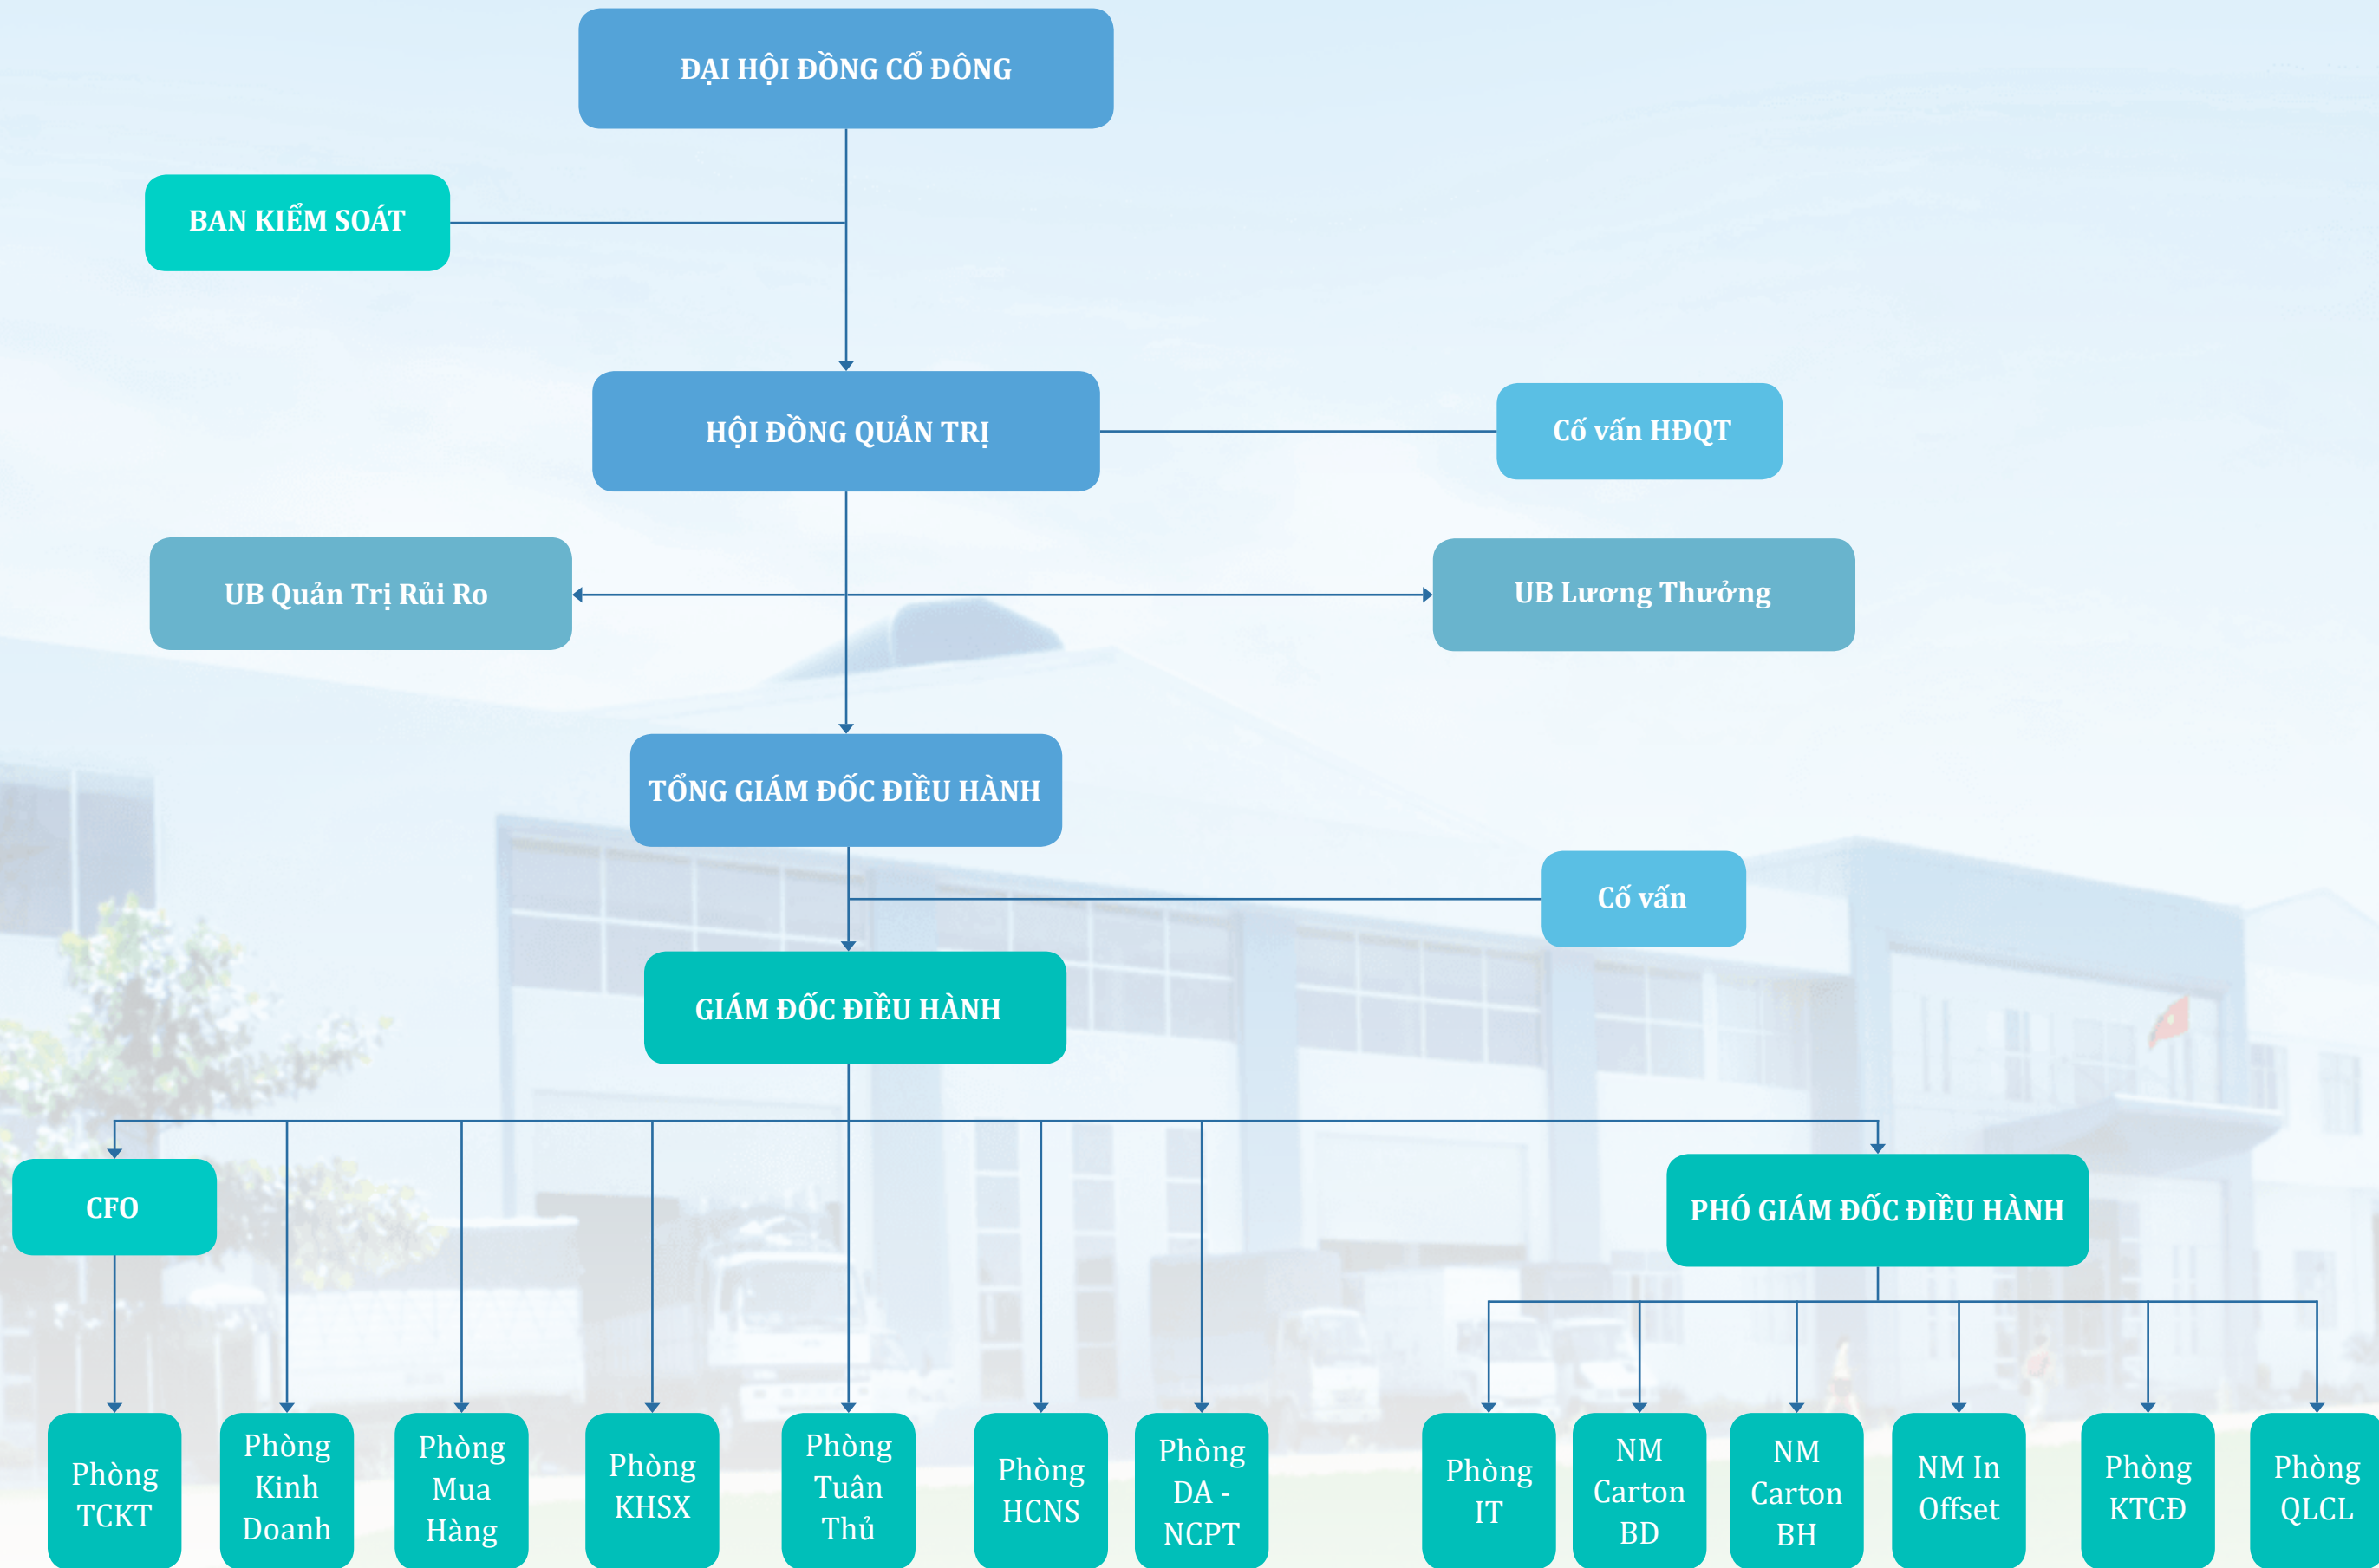 ĐẠI HỘI ĐỒNG CỔ ĐÔNG
BAN KIỂM SOÁT
HỘI ĐỒNG QUẢN TRỊ
Cố vấn HĐQT
UB Quản Trị Rủi Ro
UB Lương Thưởng
TỔNG GIÁM ĐỐC ĐIỀU HÀNH
Cố vấn
GIÁM ĐỐC ĐIỀU HÀNH
CFO
PHÓ GIÁM ĐỐC ĐIỀU HÀNH
Phòng
TCKT
Phòng
Kinh
Doanh
Phòng
Mua
Hàng
Phòng
KHSX
Phòng
Tuân
Thủ
Phòng
HCNS
Phòng
DA -
NCPT
Phòng
IT
NM
Carton
BD
NM
Carton
BH
NM In
Offset
Phòng
KTCĐ
Phòng
QLCL